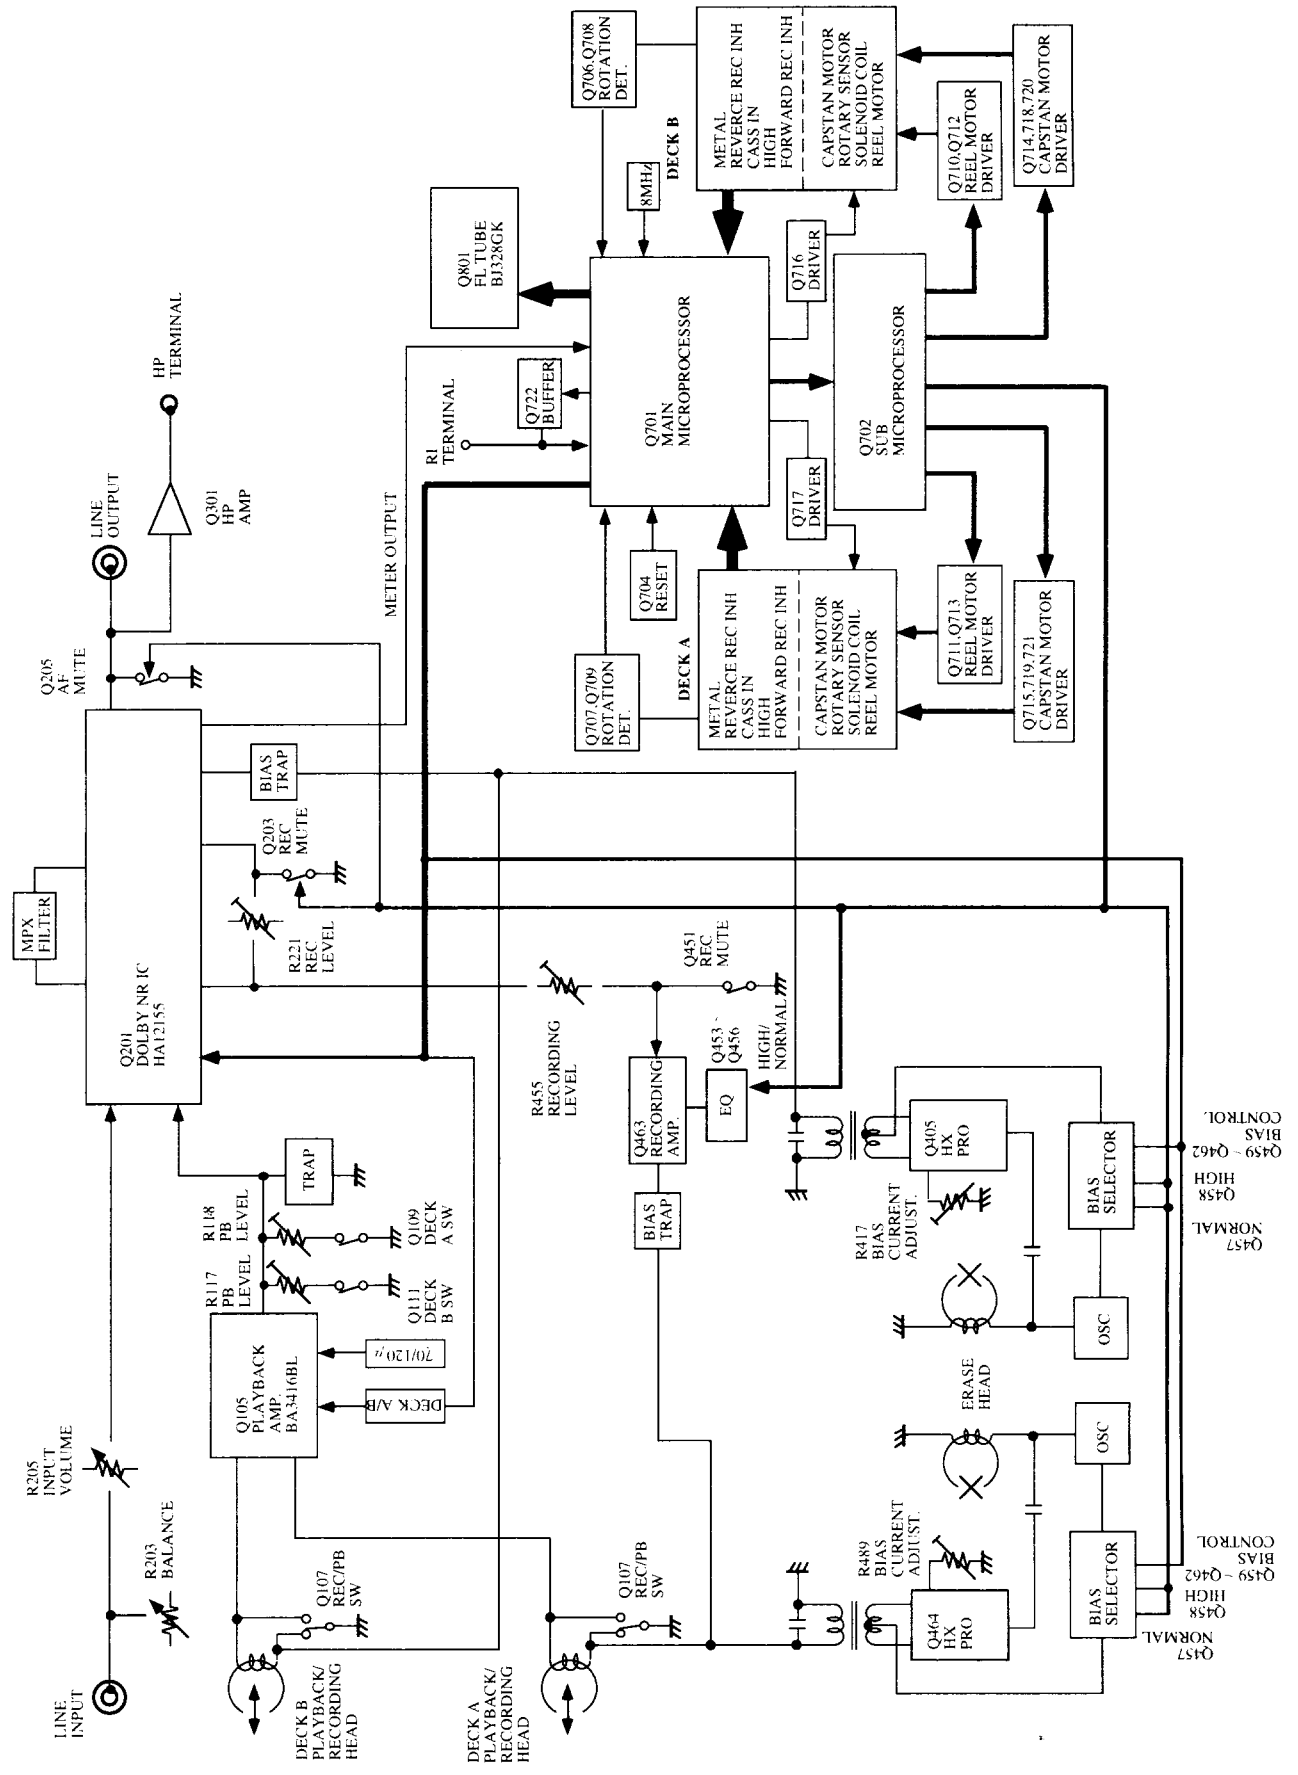 LINE
INPUT
R203
BALANCE
R205
INPUT
VOLUME
MPX
FILTER
Q201
DOLBY NR IC
HA12155
Q205
AF
MUTE
LINE
OUTPUT
HP
TERMINAL
Q301
HP
AMP
METER OUTPUT
BIAS
TRAP
Q203
REC
MUTE
R221
REC
LEVEL
TRAP
R118
PB
LEVEL
R117
PB
LEVEL
Q109
DECK
A SW
Q111
DECK
B SW
Q105
PLAYBACK
AMP.
BA3416BL
70/120μ
DECK A/B
Q107
REC/PB
SW
DECK B
PLAYBACK/
RECORDING
HEAD
Q107
REC/PB
SW
DECK A
PLAYBACK/
RECORDING
HEAD
R455
RECORDING
LEVEL
Q451
REC
MUTE
Q463
RECORDING
AMP.
BIAS
TRAP
EQ
Q453 ~
Q456
HIGH/
NORMAL
Q405
HX
PRO
R417
BIAS
CURRENT
ADJUST.
BIAS
SELECTOR
OSC
ERASE
HEAD
OSC
R489
BIAS
CURRENT
ADJUST.
Q464
HX
PRO
BIAS
SELECTOR
Q457
NORMAL
Q458
HIGH
Q459 ~ Q462
BIAS
CONTROL
Q457
NORMAL
Q458
HIGH
Q459 ~ Q462
BIAS
CONTROL
RI
TERMINAL
Q722
BUFFER
Q801
FL TUBE
BJ328GK
8MHz
Q706.Q708
ROTATION
DET.
DECK B
METAL
REVERCE REC INH
CASS IN
HIGH
FORWARD REC INH
CAPSTAN MOTOR
ROTARY SENSOR
SOLENOID COIL
REEL MOTOR
Q701
MAIN
MICROPROCESSOR
Q704
RESET
Q707.Q709
ROTATION
DET.
DECK A
METAL
REVERCE REC INH
CASS IN
HIGH
FORWARD REC INH
CAPSTAN MOTOR
ROTARY SENSOR
SOLENOID COIL
REEL MOTOR
Q716
DRIVER
Q717
DRIVER
Q702
SUB
MICROPROCESSOR
Q710.Q712
REEL MOTOR
DRIVER
Q714.718.720
CAPSTAN MOTOR
DRIVER
Q711.Q713
REEL MOTOR
DRIVER
Q715.719.721
CAPSTAN MOTOR
DRIVER